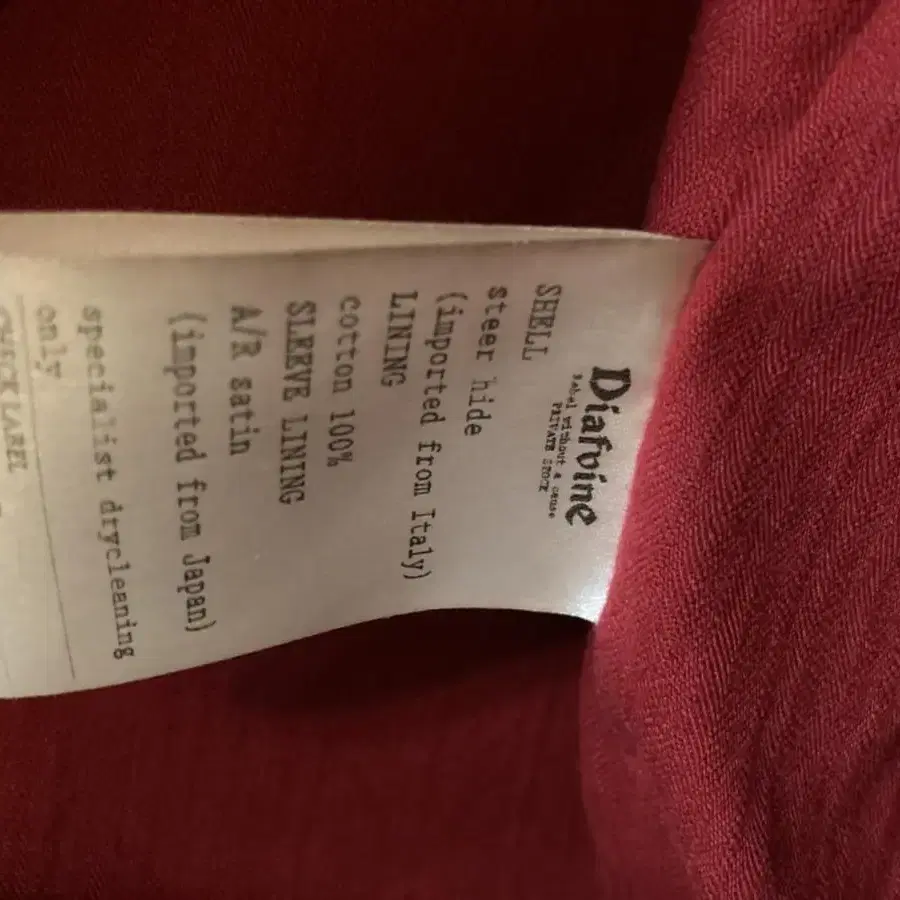 Diafvine
Rebel without a cause
PRIVATE STOCK
SHELL
steer hide
(imported from Italy)
LINING
cotton 100%
SLEEVE LINING
A/R satin
(imported from Japan)
specialist drycleaning
only
CHECK LABEL